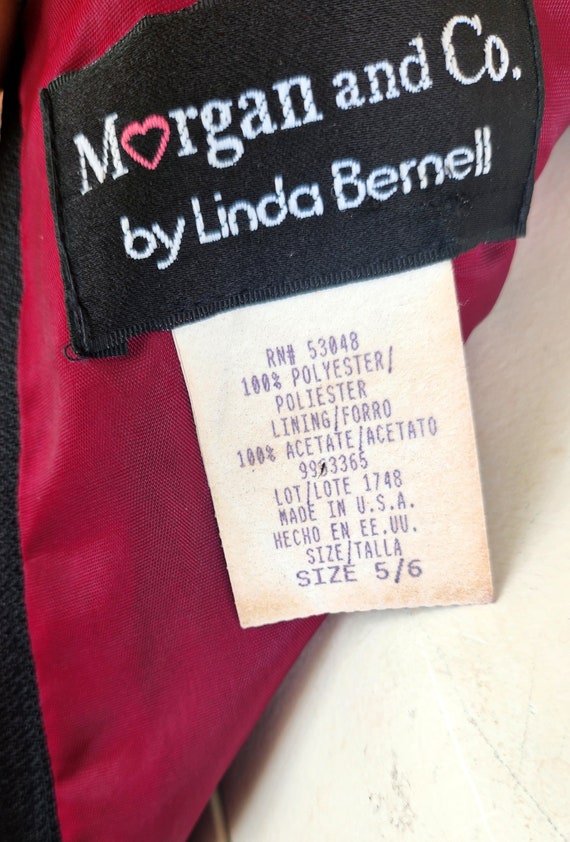 Morgan and Co.
by Linda Bernell
RN# 53048
100% POLYESTER/
POLIESTER
LINING/FORRO
100% ACETATE/ACETATO
9903365
LOT/LOTE 1748
MADE IN U.S.A.
HECHO EN EE.UU.
SIZE/TALLA
SIZE 5/6